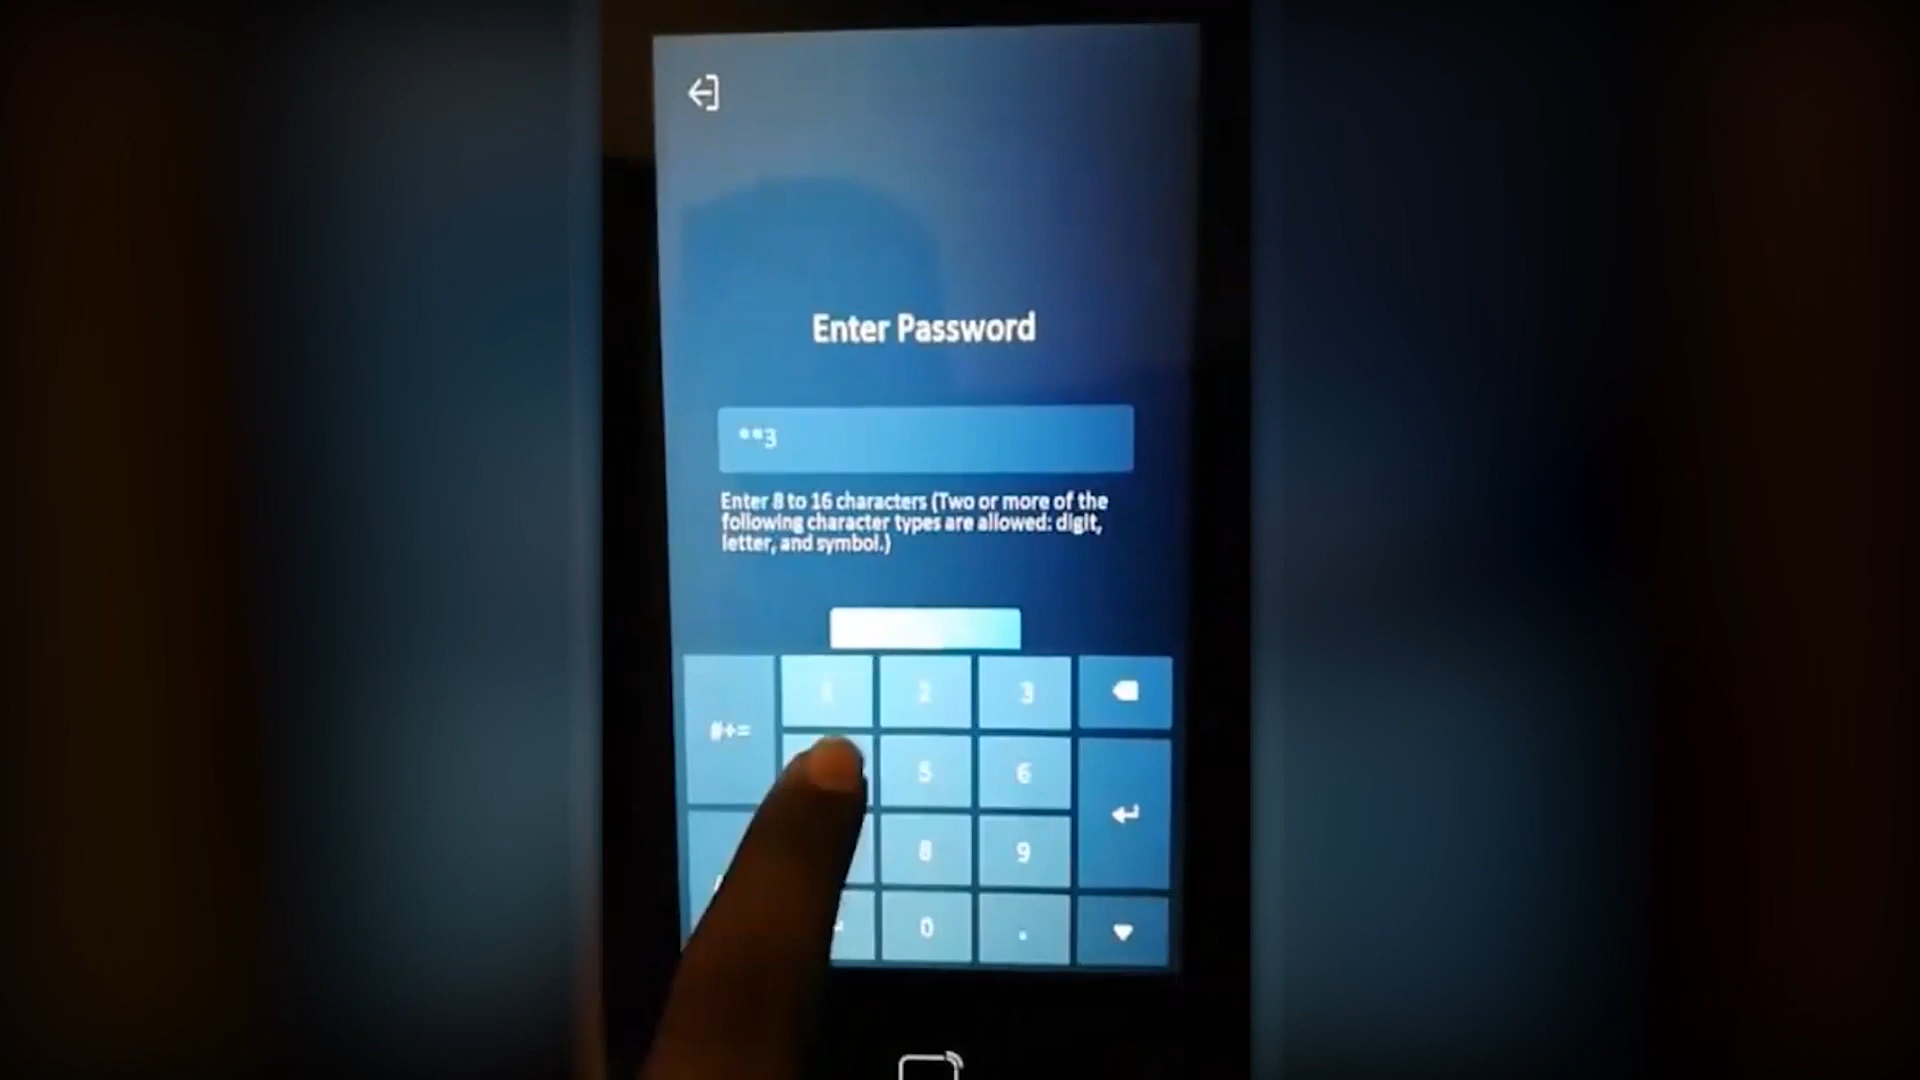 Enter Password
**3
Enter 8 to 16 characters (Two or more of the
following character types are allowed: digit,
letter, and symbol.)
1 2 3
#+=
5 6
8 9
0 .